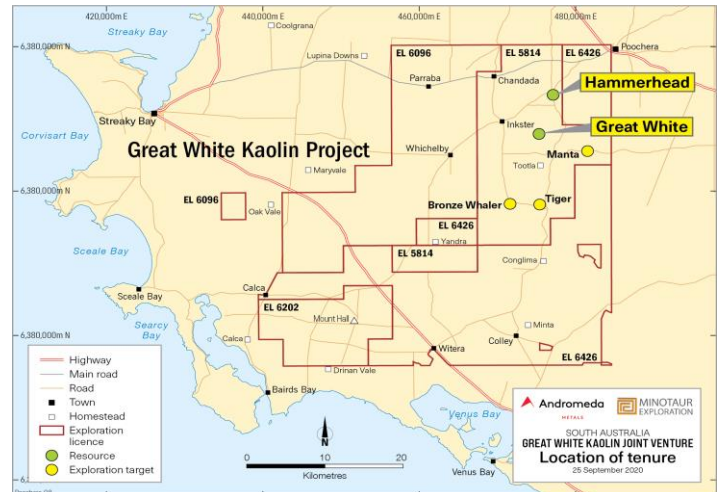 420,000m E
440,000m E
460,000m E
480,000m E
6,380,000m N
Streaky Bay
Coolgrana
Lupina Downs
EL 6096
EL 5814
EL 6426
Poochera
Parraba
Chandada
Hammerhead
Streaky Bay
Corvisart Bay
Inkster
Great White
Great White Kaolin Project
Whichelby
Manta
Tootla
Maryvale
6,380,000m N
EL 6096
Oak Vale
Bronze Whaler
Tiger
EL 6426
Sceale Bay
Yandra
EL 5814
Conglima
Calca
Sceale Bay
EL 6202
Searcy
Bay
Mount Hall
Minta
Calca
Colley
6,380,000m N
Witera
EL 6426
Drinan Vale
Bairds Bay
Highway
Main road
Road
Town
Homestead
Exploration
licence
Resource
Exploration target
N
0
10
20
Kilometres
Venus Bay
Venus Bay
Andromeda
METALS
MINOTAUR
EXPLORATION
SOUTH AUSTRALIA
GREAT WHITE KAOLIN JOINT VENTURE
Location of tenure
25 September 2020